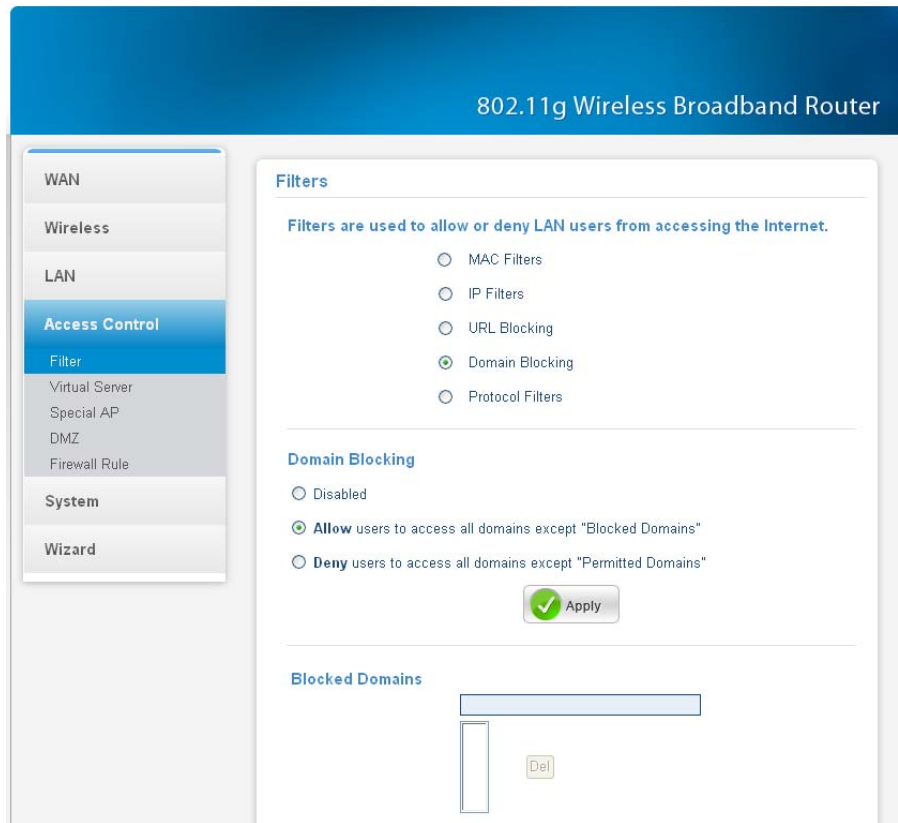 802.11g Wireless Broadband Router
WAN
Wireless
LAN
Access Control
Filter
Virtual Server
Special AP
DMZ
Firewall Rule
System
Wizard
Filters
Filters are used to allow or deny LAN users from accessing the Internet.
MAC Filters
IP Filters
URL Blocking
Domain Blocking
Protocol Filters
Domain Blocking
Disabled
Allow users to access all domains except "Blocked Domains"
Deny users to access all domains except "Permitted Domains"
Apply
Blocked Domains
Del